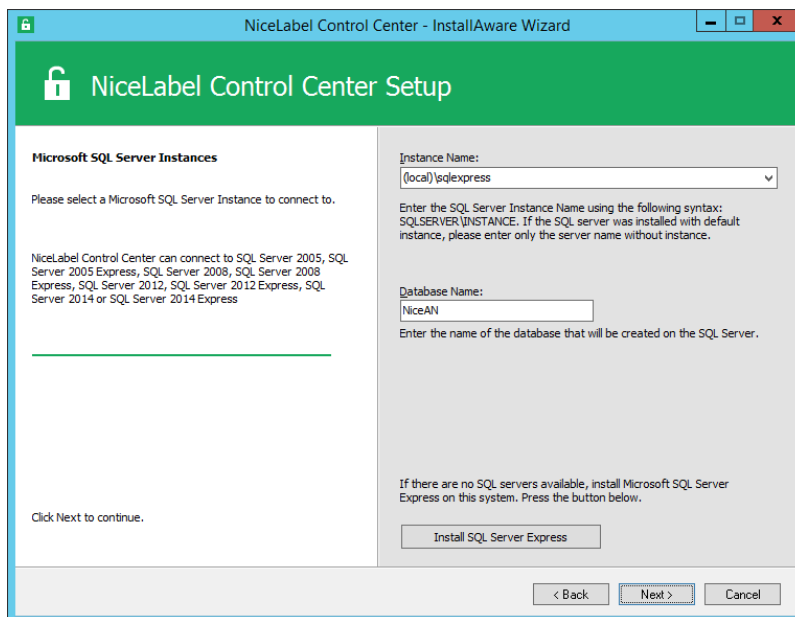 NiceLabel Control Center - InstallAware Wizard
NiceLabel Control Center Setup
Microsoft SQL Server Instances
Please select a Microsoft SQL Server Instance to connect to.
NiceLabel Control Center can connect to SQL Server 2005, SQL
Server 2005 Express, SQL Server 2008, SQL Server 2008
Express, SQL Server 2012, SQL Server 2012 Express, SQL
Server 2014 or SQL Server 2014 Express
Click Next to continue.
Instance Name:
(local)\sqlexpress
Enter the SQL Server Instance Name using the following syntax:
SQLSERVER\INSTANCE. If the SQL server was installed with default
instance, please enter only the server name without instance.
Database Name:
NiceAN
Enter the name of the database that will be created on the SQL Server.
If there are no SQL servers available, install Microsoft SQL Server
Express on this system. Press the button below.
Install SQL Server Express
< Back
Next >
Cancel